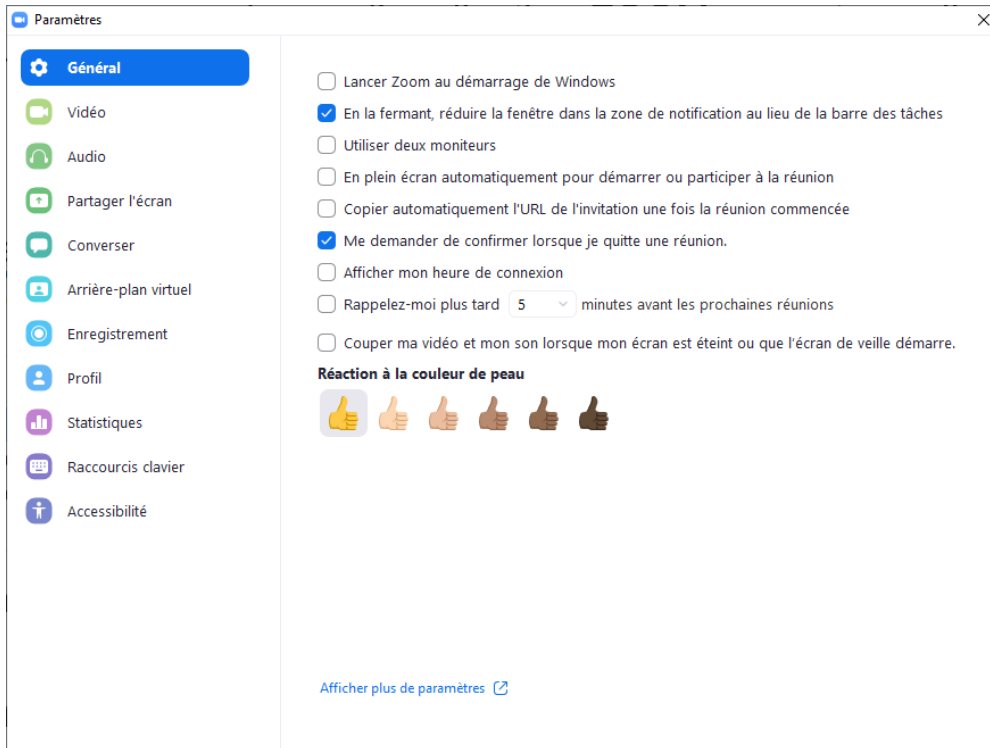 Paramètres
Général
Vidéo
Audio
Partager l'écran
Converser
Arrière-plan virtuel
Enregistrement
Profil
Statistiques
Raccourcis clavier
Accessibilité
Lancer Zoom au démarrage de Windows
En la fermant, réduire la fenêtre dans la zone de notification au lieu de la barre des tâches
Utiliser deux moniteurs
En plein écran automatiquement pour démarrer ou participer à la réunion
Copier automatiquement l'URL de l'invitation une fois la réunion commencée
Me demander de confirmer lorsque je quitte une réunion.
Afficher mon heure de connexion
Rappelez-moi plus tard 5 minutes avant les prochaines réunions
Couper ma vidéo et mon son lorsque mon écran est éteint ou que l'écran de veille démarre.
Réaction à la couleur de peau
Afficher plus de paramètres